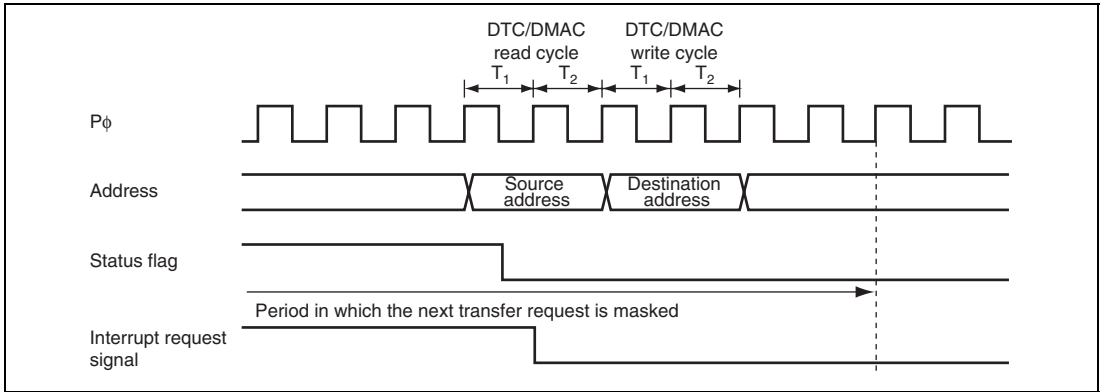 DTC/DMAC DTC/DMAC
read cycle write cycle
T₁ T₂ T₁ T₂
Pϕ
Address
Source Destination
address address
Status flag
Period in which the next transfer request is masked
Interrupt request
signal